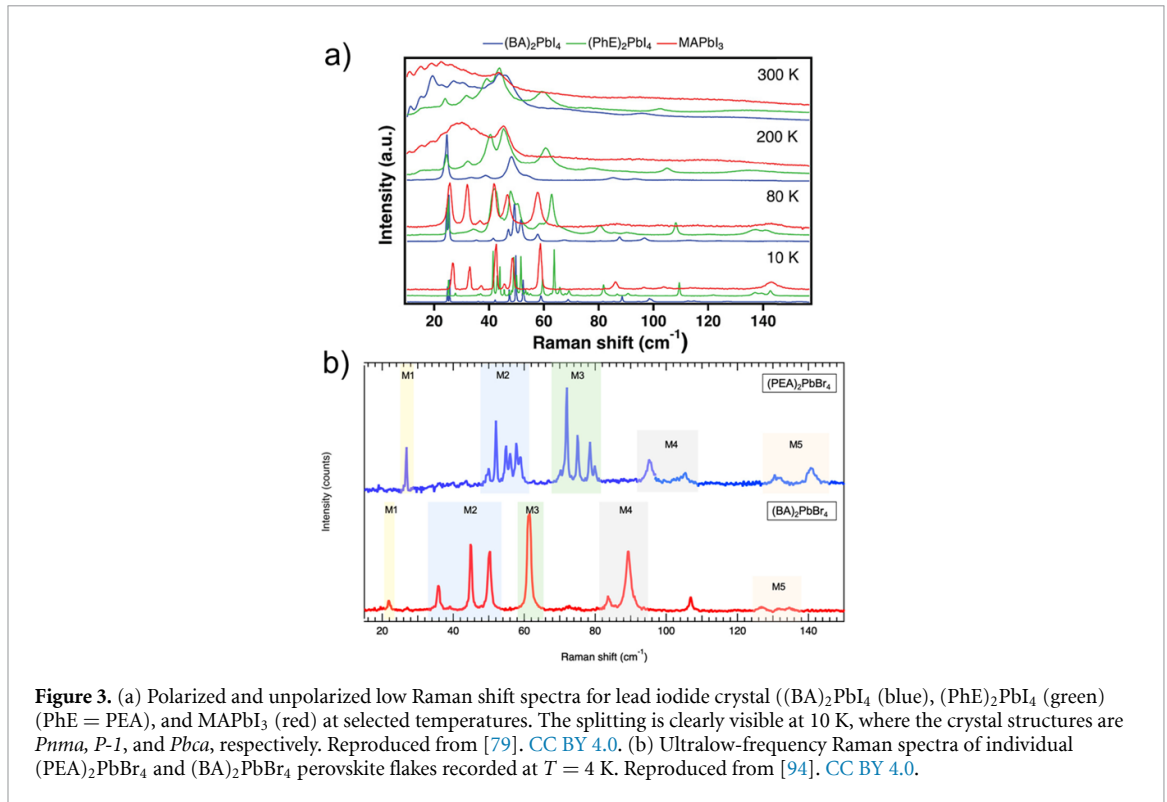 a)
(BA)₂PbI₄ (PhE)₂PbI₄ MAPbI₃
300 K
200 K
80 K
10 K
Intensity (a.u.)
20 40 60 80 100 120 140
Raman shift (cm⁻¹)
b)
M1 M2 M3 M4 M5
(PEA)₂PbBr₄
Intensity (counts)
M1 M2 M3 M4 M5
(BA)₂PbBr₄
20 40 60 80 100 120 140
Raman shift (cm⁻¹)
Figure 3. (a) Polarized and unpolarized low Raman shift spectra for lead iodide crystal ((BA)₂PbI₄ (blue), (PhE)₂PbI₄ (green)
(PhE = PEA), and MAPbI₃ (red) at selected temperatures. The splitting is clearly visible at 10 K, where the crystal structures are
Pnma, P-1, and Pbca, respectively. Reproduced from [79]. CC BY 4.0. (b) Ultralow-frequency Raman spectra of individual
(PEA)₂PbBr₄ and (BA)₂PbBr₄ perovskite flakes recorded at T = 4 K. Reproduced from [94]. CC BY 4.0.